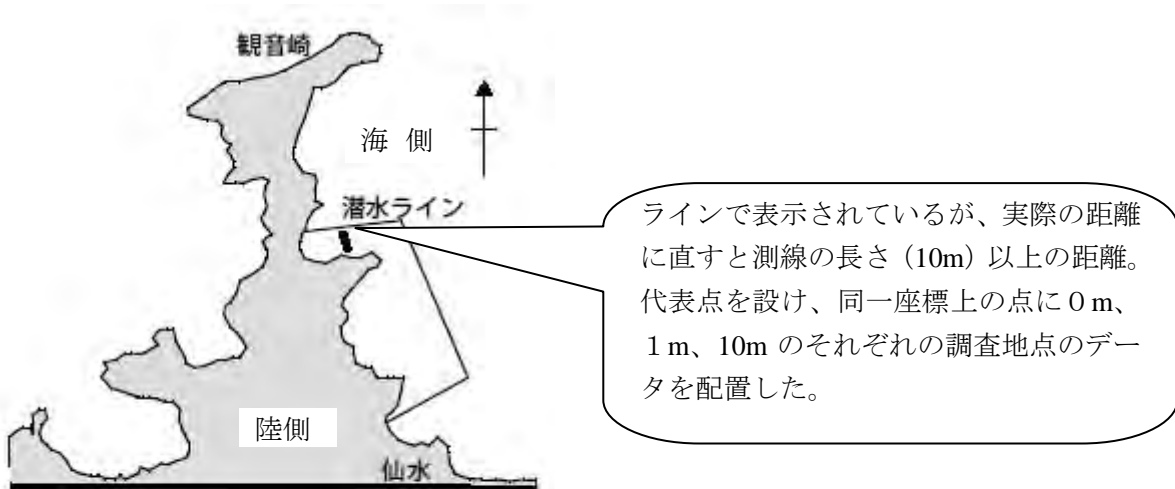 観音崎
海 側
潜水ライン
陸側
仙水
ラインで表示されているが、実際の距離
に直すと測線の長さ（10m）以上の距離。
代表点を設け、同一座標上の点に０m、
１m、10m のそれぞれの調査地点のデー
タを配置した。